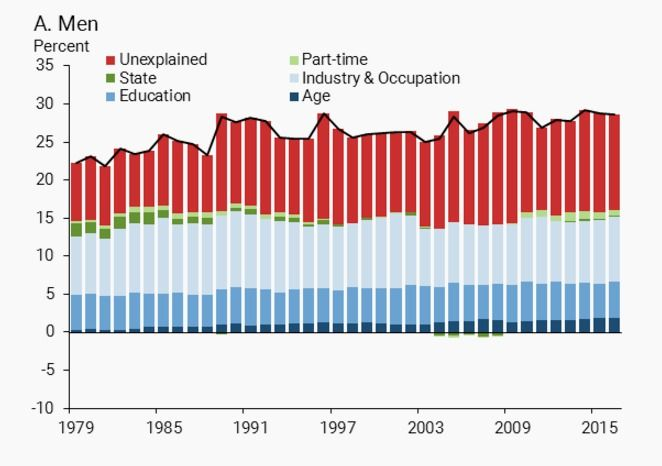 A. Men
Percent
Unexplained Part-time
State Industry & Occupation
Education Age
35
30
25
20
15
10
5
0
-5
-10
1979 1985 1991 1997 2003 2009 2015